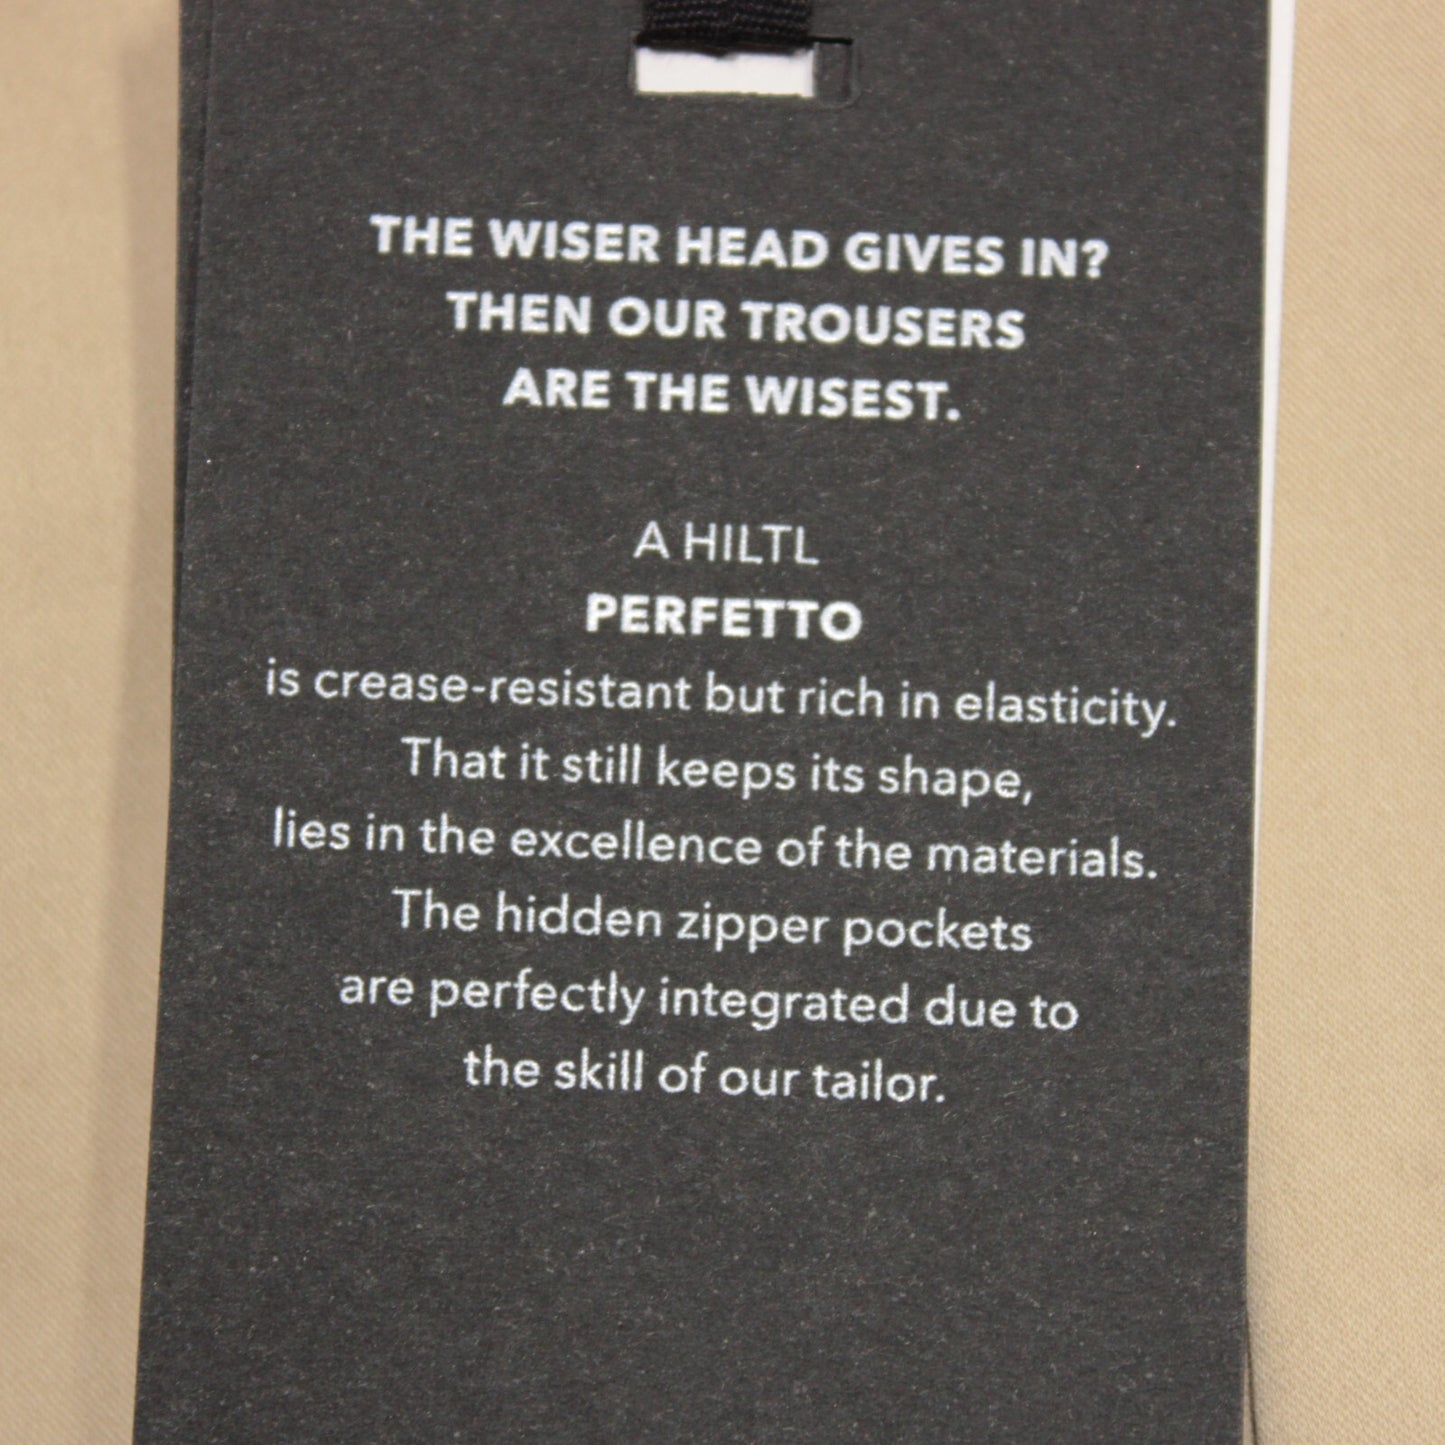 THE WISER HEAD GIVES IN?
THEN OUR TROUSERS
ARE THE WISEST.
A HILTL
PERFETTO
is crease-resistant but rich in elasticity.
That it still keeps its shape,
lies in the excellence of the materials.
The hidden zipper pockets
are perfectly integrated due to
the skill of our tailor.